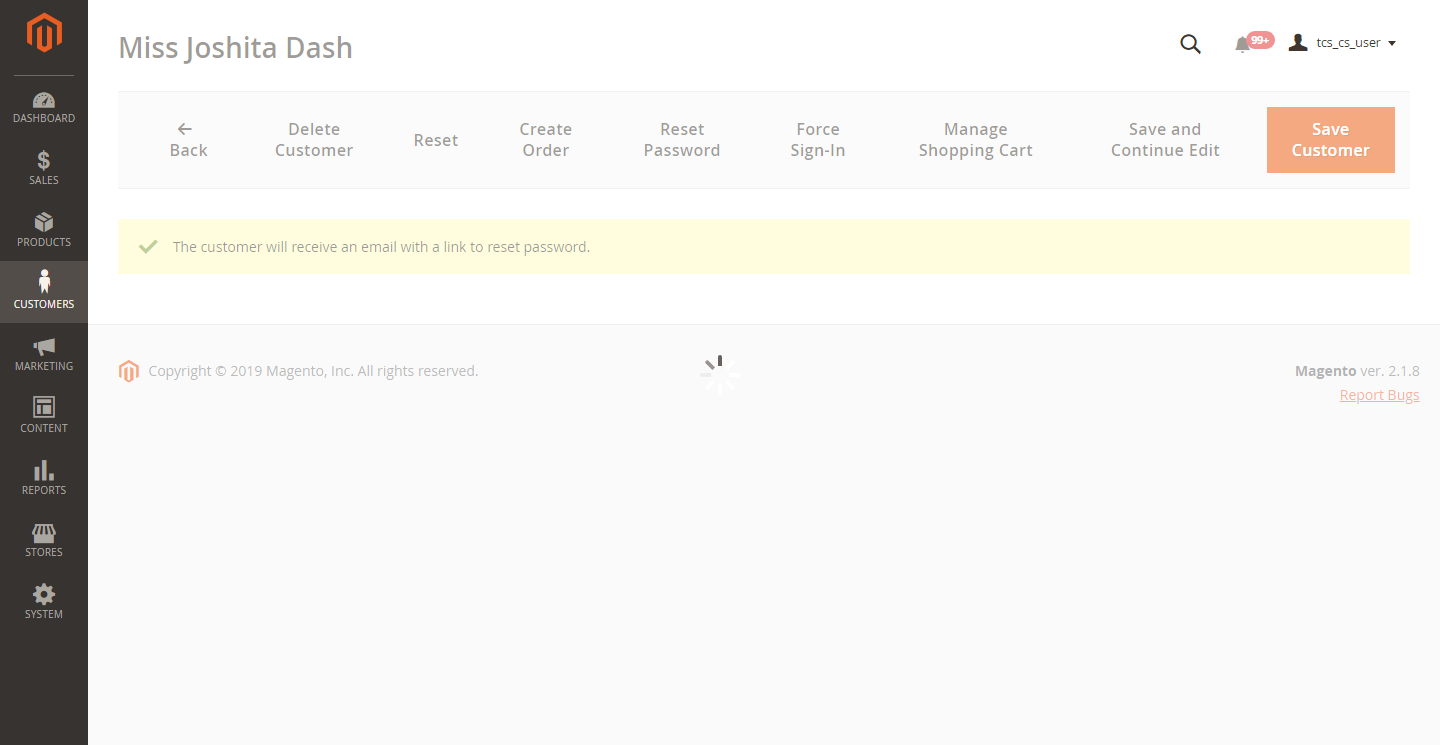 Miss Joshita Dash
99+
tcs_cs_user
DASHBOARD
SALES
PRODUCTS
CUSTOMERS
MARKETING
CONTENT
REPORTS
STORES
SYSTEM
Back
Delete
Customer
Reset
Create
Order
Reset
Password
Force
Sign-In
Manage
Shopping Cart
Save and
Continue Edit
Save
Customer
The customer will receive an email with a link to reset password.
Copyright © 2019 Magento, Inc. All rights reserved.
Magento ver. 2.1.8
Report Bugs